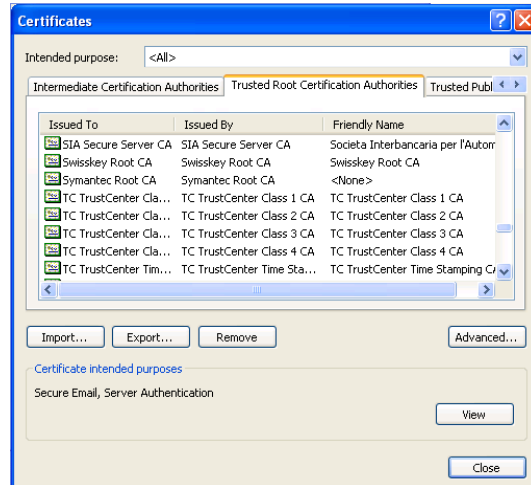 Certificates
Intended purpose: <All>
Intermediate Certification Authorities Trusted Root Certification Authorities Trusted Publ
Issued To Issued By Friendly Name
SIA Secure Server CA SIA Secure Server CA Societa Interbancaria per l'Autom
Swisskey Root CA Swisskey Root CA Swisskey Root CA
Symantec Root CA Symantec Root CA <None>
TC TrustCenter Cla... TC TrustCenter Class 1 CA TC TrustCenter Class 1 CA
TC TrustCenter Cla... TC TrustCenter Class 2 CA TC TrustCenter Class 2 CA
TC TrustCenter Cla... TC TrustCenter Class 3 CA TC TrustCenter Class 3 CA
TC TrustCenter Cla... TC TrustCenter Class 4 CA TC TrustCenter Class 4 CA
TC TrustCenter Tim... TC TrustCenter Time Sta... TC TrustCenter Time Stamping CA
Import... Export... Remove Advanced...
Certificate intended purposes
Secure Email, Server Authentication
View
Close